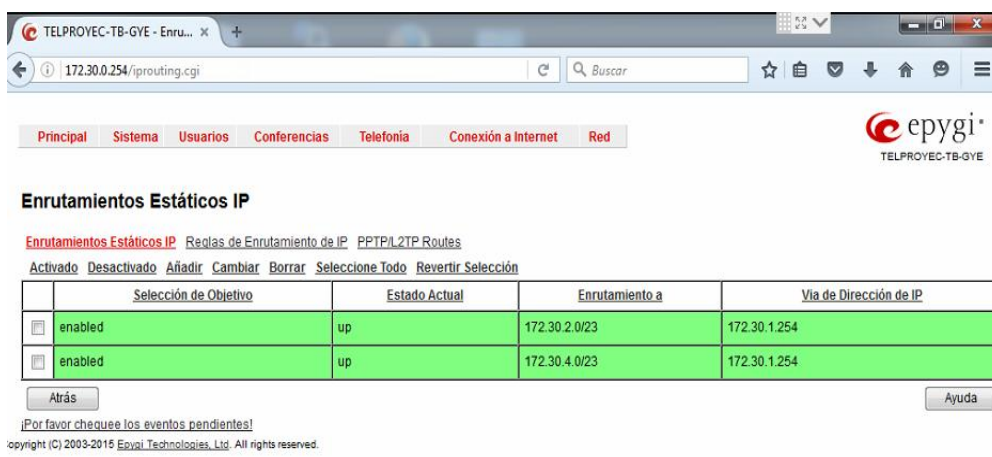 TELPROYEC-TB-GYE - Enru... × +
172.30.0.254/iprouting.cgi
Buscar
Principal Sistema Usuarios Conferencias Telefonía Conexión a Internet Red
epygi
TELPROYEC-TB-GYE
Enrutamientos Estáticos IP
Enrutamientos Estáticos IP Reglas de Enrutamiento de IP PPTP/L2TP Routes
Activado Desactivado Añadir Cambiar Borrar Seleccione Todo Revertir Selección
Selección de Objetivo Estado Actual Enrutamiento a Via de Dirección de IP
enabled up 172.30.2.0/23 172.30.1.254
enabled up 172.30.4.0/23 172.30.1.254
Atrás Ayuda
¡Por favor chequee los eventos pendientes!
opyright (C) 2003-2015 Epygi Technologies, Ltd. All rights reserved.